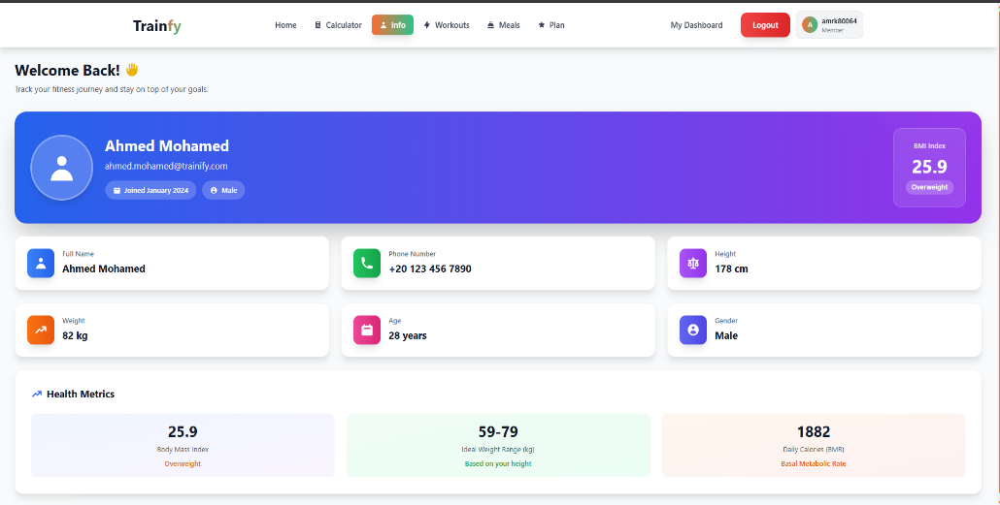 Trainfy
Home
Calculator
Info
Workouts
Meals
Plan
My Dashboard
Logout
A
amrk80064
Member
Welcome Back! 👋
Track your fitness journey and stay on top of your goals.
Ahmed Mohamed
ahmed.mohamed@trainify.com
Joined January 2024
Male
BMI Index
25.9
Overweight
Full Name
Ahmed Mohamed
Phone Number
+20 123 456 7890
Height
178 cm
Weight
82 kg
Age
28 years
Gender
Male
Health Metrics
25.9
Body Mass Index
Overweight
59-79
Ideal Weight Range (kg)
Based on your height
1882
Daily Calories (BMR)
Basal Metabolic Rate